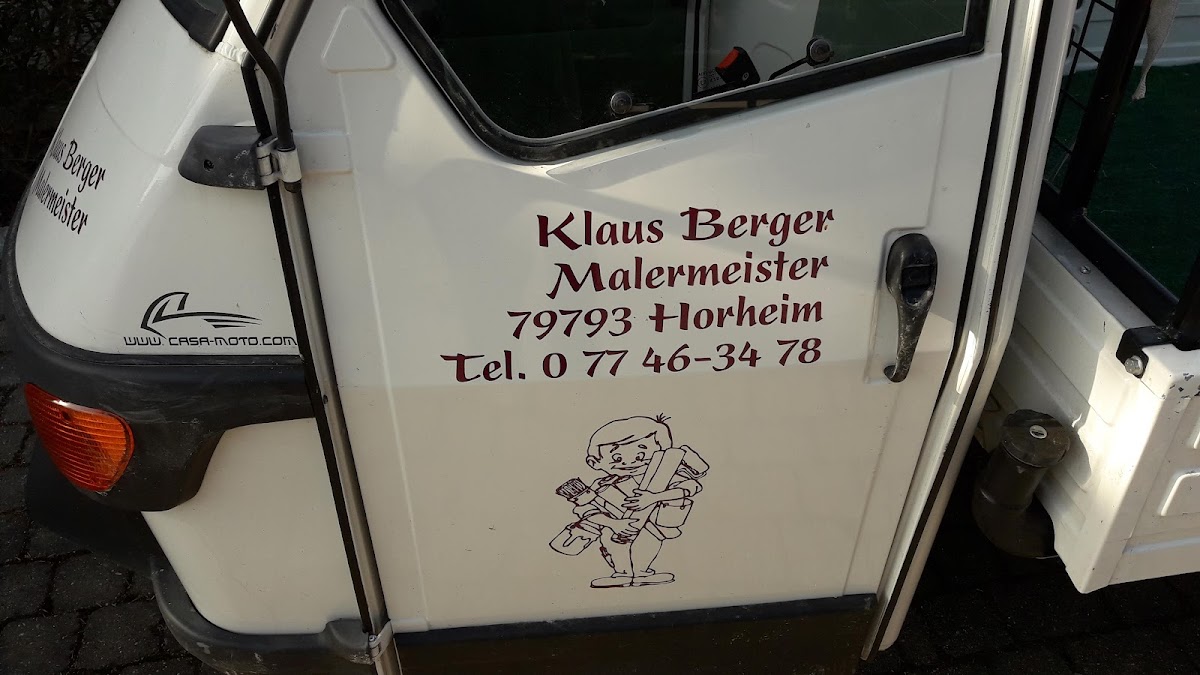 Klaus Berger
Malermeister
WWW.CASA-MOTO.COM
Klaus Berger
Malermeister
79793 Horheim
Tel. 0 77 46-34 78